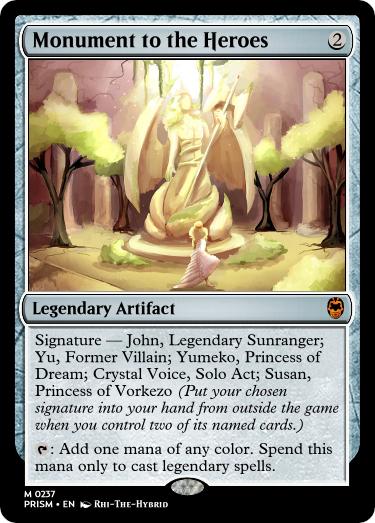 Monument to the Heroes 2
Legendary Artifact
Signature — John, Legendary Sunranger;
Yu, Former Villain; Yumeko, Princess of
Dream; Crystal Voice, Solo Act; Susan,
Princess of Vorkezo (Put your chosen
signature into your hand from outside the game
when you control two of its named cards.)
: Add one mana of any color. Spend this
mana only to cast legendary spells.
M 0237
PRISM • EN Rhi-The-Hybrid